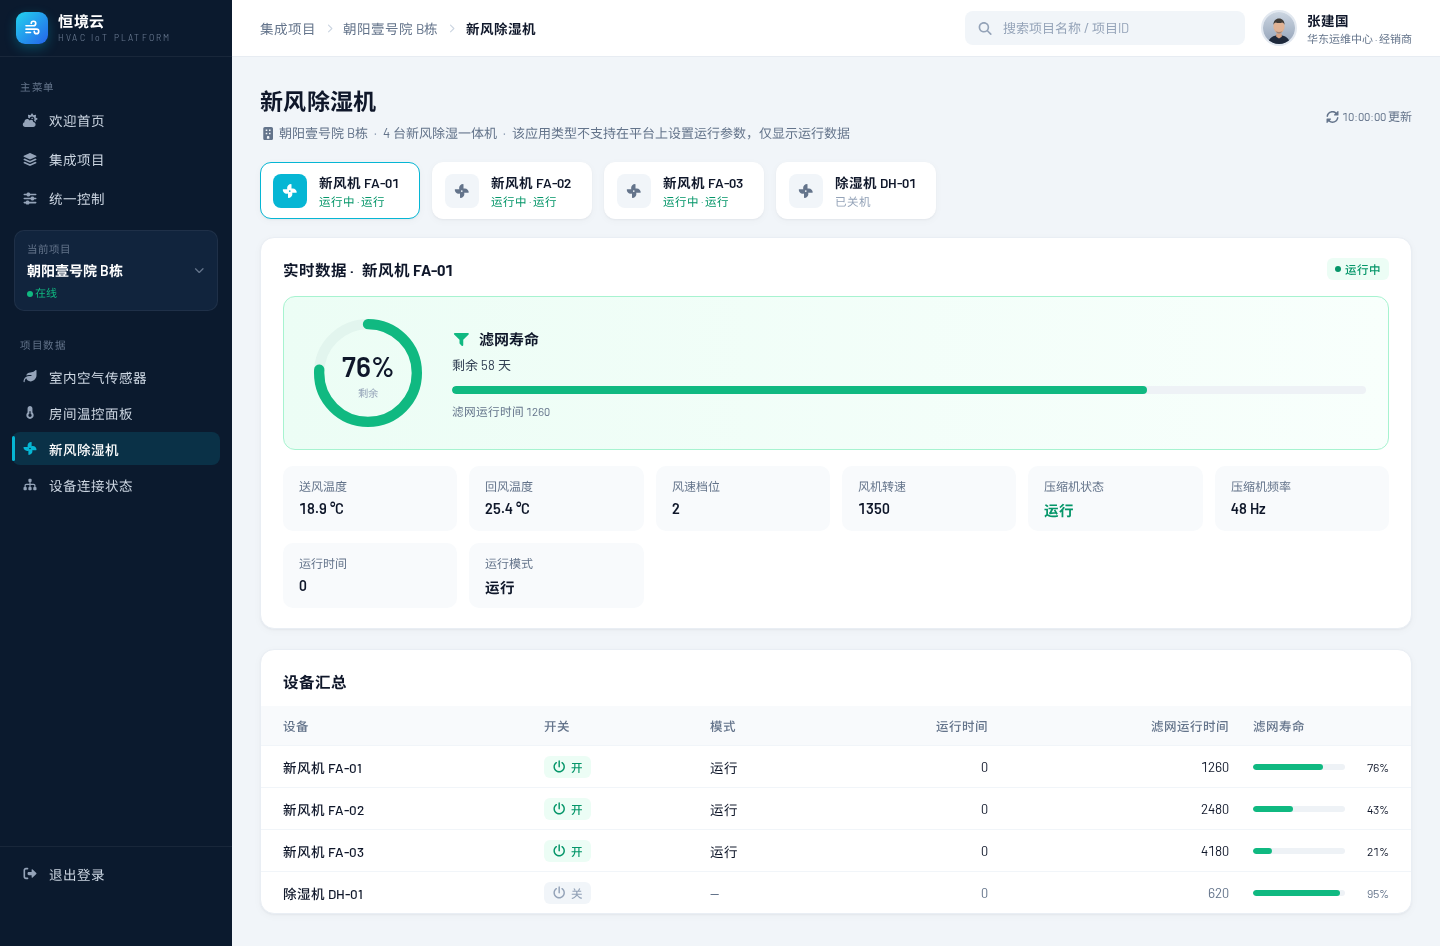 恒境云
HVAC IoT PLATFORM
主菜单
欢迎首页
集成项目
统一控制
当前项目
朝阳壹号院 B栋
在线
项目数据
室内空气传感器
房间温控面板
新风除湿机
设备连接状态
退出登录
集成项目 朝阳壹号院 B栋 新风除湿机
搜索项目名称 / 项目ID
张建国
华东运维中心 · 经销商
新风除湿机
朝阳壹号院 B栋 · 4 台新风除湿一体机 · 该应用类型不支持在平台上设置运行参数，仅显示运行数据
10:00:00 更新
新风机 FA-01
运行中 · 运行
新风机 FA-02
运行中 · 运行
新风机 FA-03
运行中 · 运行
除湿机 DH-01
已关机
实时数据 · 新风机 FA-01
运行中
76%
剩余
滤网寿命
剩余 58 天
滤网运行时间 1260
送风温度
18.9 °C
回风温度
25.4 °C
风速档位
2
风机转速
1350
压缩机状态
运行
压缩机频率
48 Hz
运行时间
0
运行模式
运行
设备汇总
设备 开关 模式 运行时间 滤网运行时间 滤网寿命
新风机 FA-01 开 运行 0 1260 76%
新风机 FA-02 开 运行 0 2480 43%
新风机 FA-03 开 运行 0 4180 21%
除湿机 DH-01 关 — 0 620 95%